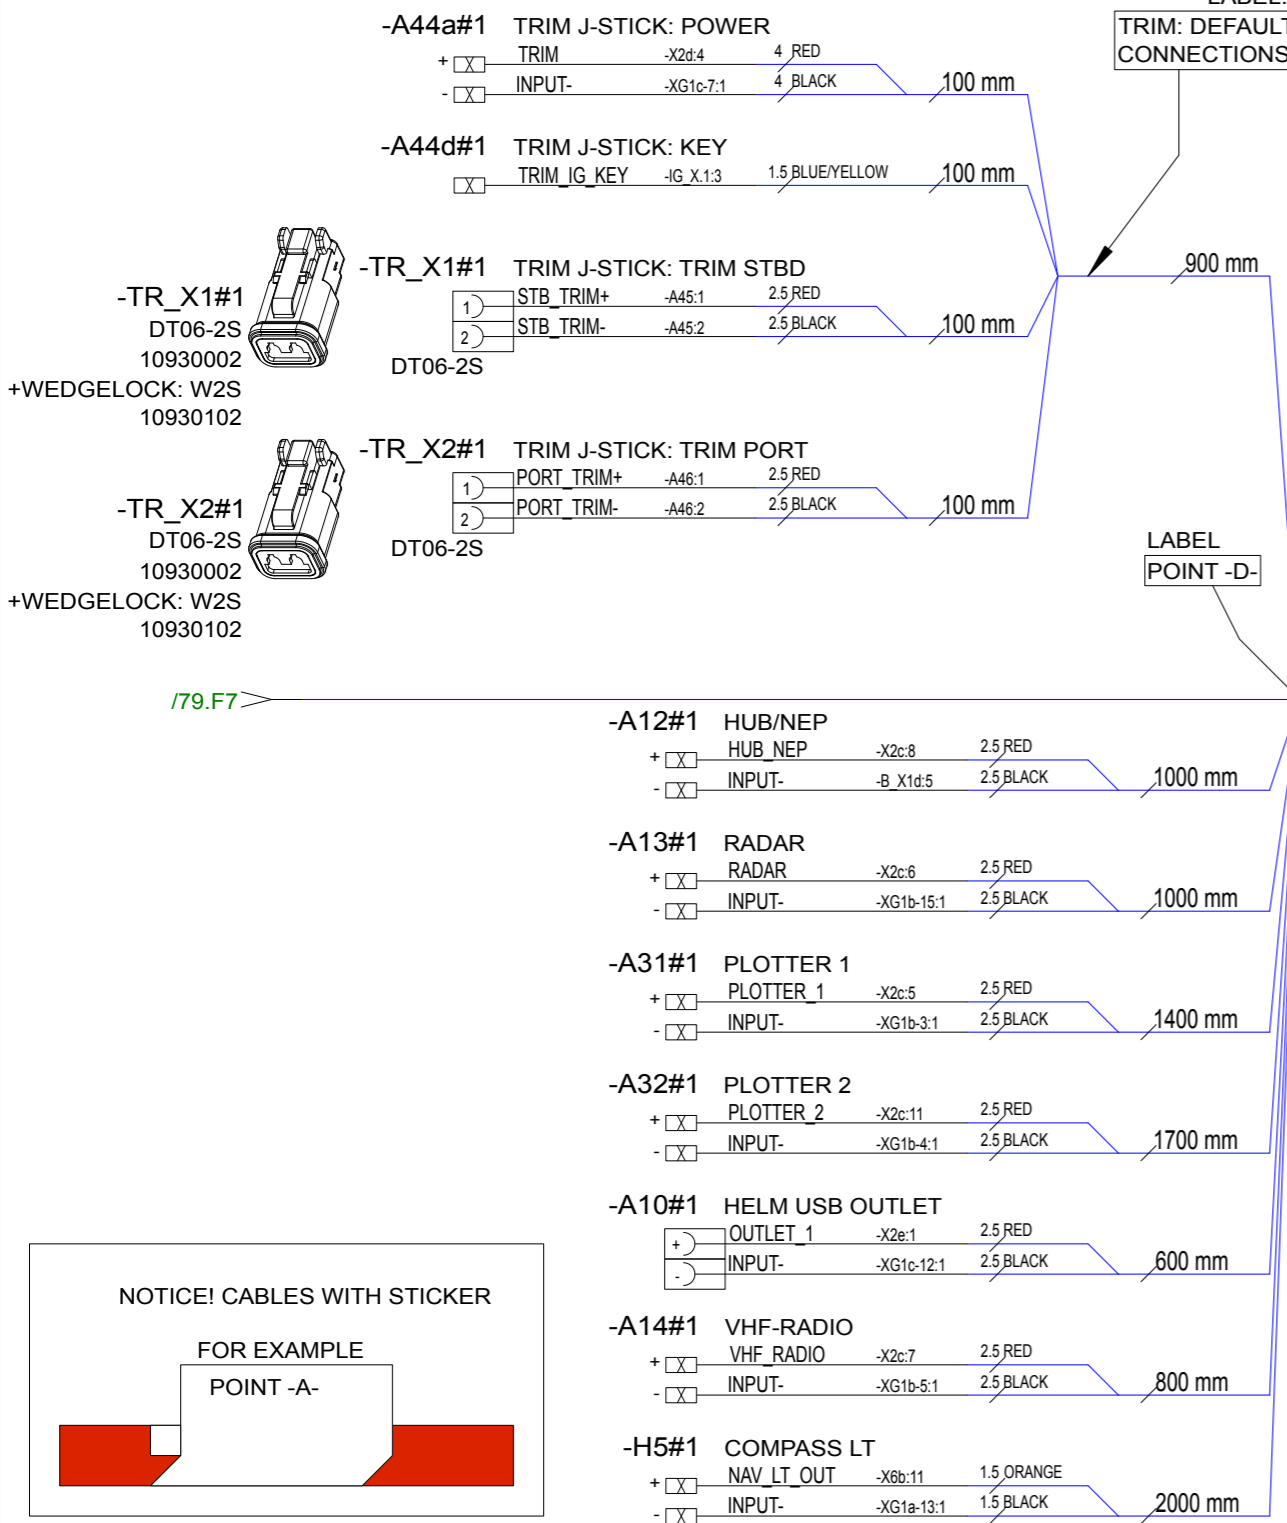 LABEL:
TRIM: DEFAULT
CONNECTIONS
-A44a#1 TRIM J-STICK: POWER
+ X TRIM -X2d:4 4 RED
- X INPUT- -XG1c-7:1 4 BLACK 100 mm
-A44d#1 TRIM J-STICK: KEY
X TRIM_IG_KEY -IG_X.1:3 1.5 BLUE/YELLOW 100 mm
900 mm
-TR_X1#1 TRIM J-STICK: TRIM STBD
1 STB_TRIM+ -A45:1 2.5 RED
2 STB_TRIM- -A45:2 2.5 BLACK 100 mm
DT06-2S
-TR_X1#1
DT06-2S
10930002
+WEDGELOCK: W2S
10930102
-TR_X2#1 TRIM J-STICK: TRIM PORT
1 PORT_TRIM+ -A46:1 2.5 RED
2 PORT_TRIM- -A46:2 2.5 BLACK 100 mm
DT06-2S
-TR_X2#1
DT06-2S
10930002
+WEDGELOCK: W2S
10930102
LABEL
POINT -D-
/79.F7
-A12#1 HUB/NEP
+ X HUB_NEP -X2c:8 2.5 RED
- X INPUT- -B_X1d:5 2.5 BLACK 1000 mm
-A13#1 RADAR
+ X RADAR -X2c:6 2.5 RED
- X INPUT- -XG1b-15:1 2.5 BLACK 1000 mm
-A31#1 PLOTTER 1
+ X PLOTTER_1 -X2c:5 2.5 RED
- X INPUT- -XG1b-3:1 2.5 BLACK 1400 mm
-A32#1 PLOTTER 2
+ X PLOTTER_2 -X2c:11 2.5 RED
- X INPUT- -XG1b-4:1 2.5 BLACK 1700 mm
-A10#1 HELM USB OUTLET
+ OUTLET_1 -X2e:1 2.5 RED
- INPUT- -XG1c-12:1 2.5 BLACK 600 mm
-A14#1 VHF-RADIO
+ X VHF_RADIO -X2c:7 2.5 RED
- X INPUT- -XG1b-5:1 2.5 BLACK 800 mm
-H5#1 COMPASS LT
+ X NAV_LT_OUT -X6b:11 1.5 ORANGE
- X INPUT- -XG1a-13:1 1.5 BLACK 2000 mm
NOTICE! CABLES WITH STICKER
FOR EXAMPLE
POINT -A-